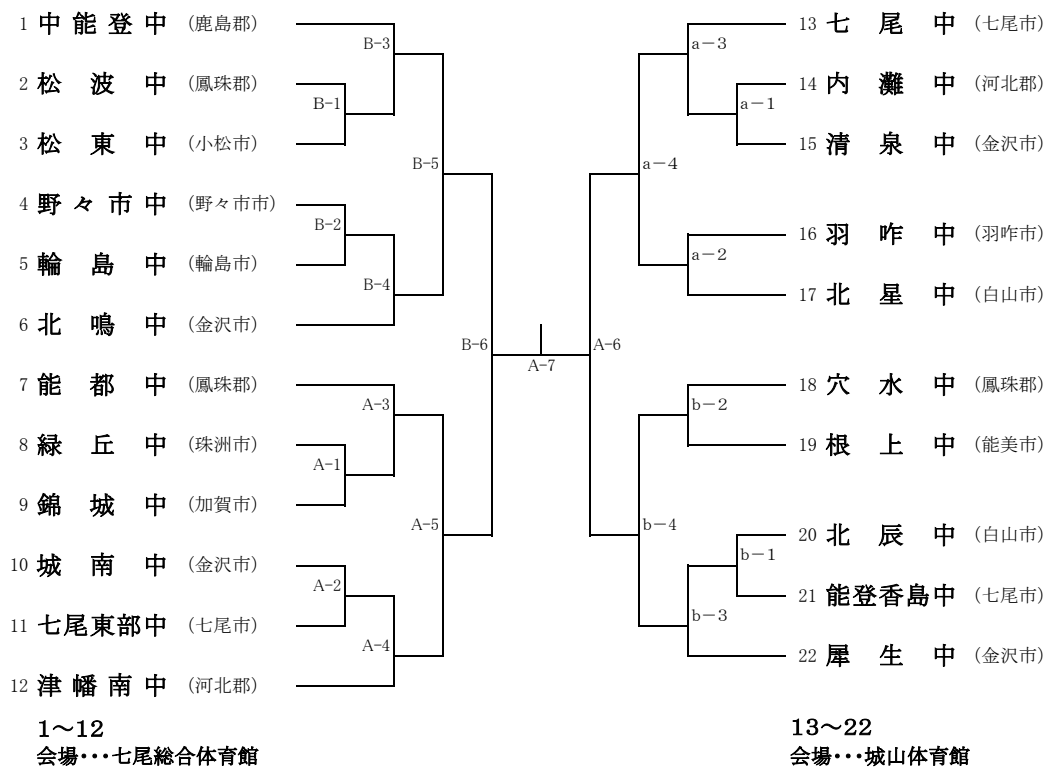 1 中能登中 （鹿島郡）
B-3
2 松波中 （鳳珠郡）
B-1
3 松東中 （小松市）
B-5
4 野々市中 （野々市市）
B-2
5 輪島中 （輪島市）
B-4
6 北鳴中 （金沢市）
B-6
7 能都中 （鳳珠郡）
A-3
8 緑丘中 （珠洲市）
A-1
9 錦城中 （加賀市）
A-5
10 城南中 （金沢市）
A-2
11 七尾東部中 （七尾市）
A-4
12 津幡南中 （河北郡）
1～12
会場･･･七尾総合体育館
A-7
13 七尾中 （七尾市）
a－3
14 内灘中 （河北郡）
a－1
15 清泉中 （金沢市）
a－4
16 羽咋中 （羽咋市）
a－2
17 北星中 （白山市）
A-6
18 穴水中 （鳳珠郡）
b－2
19 根上中 （能美市）
b－4
20 北辰中 （白山市）
b－1
21 能登香島中 （七尾市）
b－3
22 犀生中 （金沢市）
13～22
会場･･･城山体育館